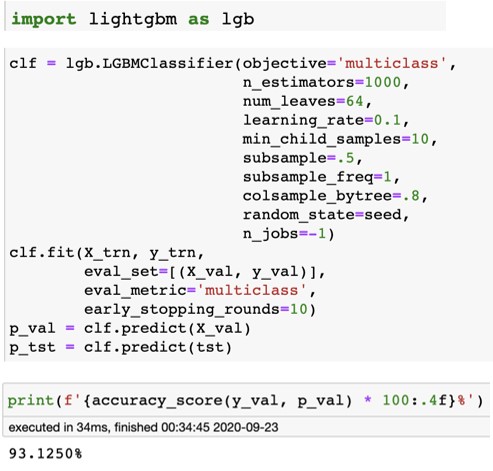 import lightgbm as lgb
clf = lgb.LGBMClassifier(objective='multiclass',
n_estimators=1000,
num_leaves=64,
learning_rate=0.1,
min_child_samples=10,
subsample=.5,
subsample_freq=1,
colsample_bytree=.8,
random_state=seed,
n_jobs=-1)
clf.fit(X_trn, y_trn,
eval_set=[(X_val, y_val)],
eval_metric='multiclass',
early_stopping_rounds=10)
p_val = clf.predict(X_val)
p_tst = clf.predict(tst)
print(f'{accuracy_score(y_val, p_val) * 100:.4f}%')
executed in 34ms, finished 00:34:45 2020-09-23
93.1250%